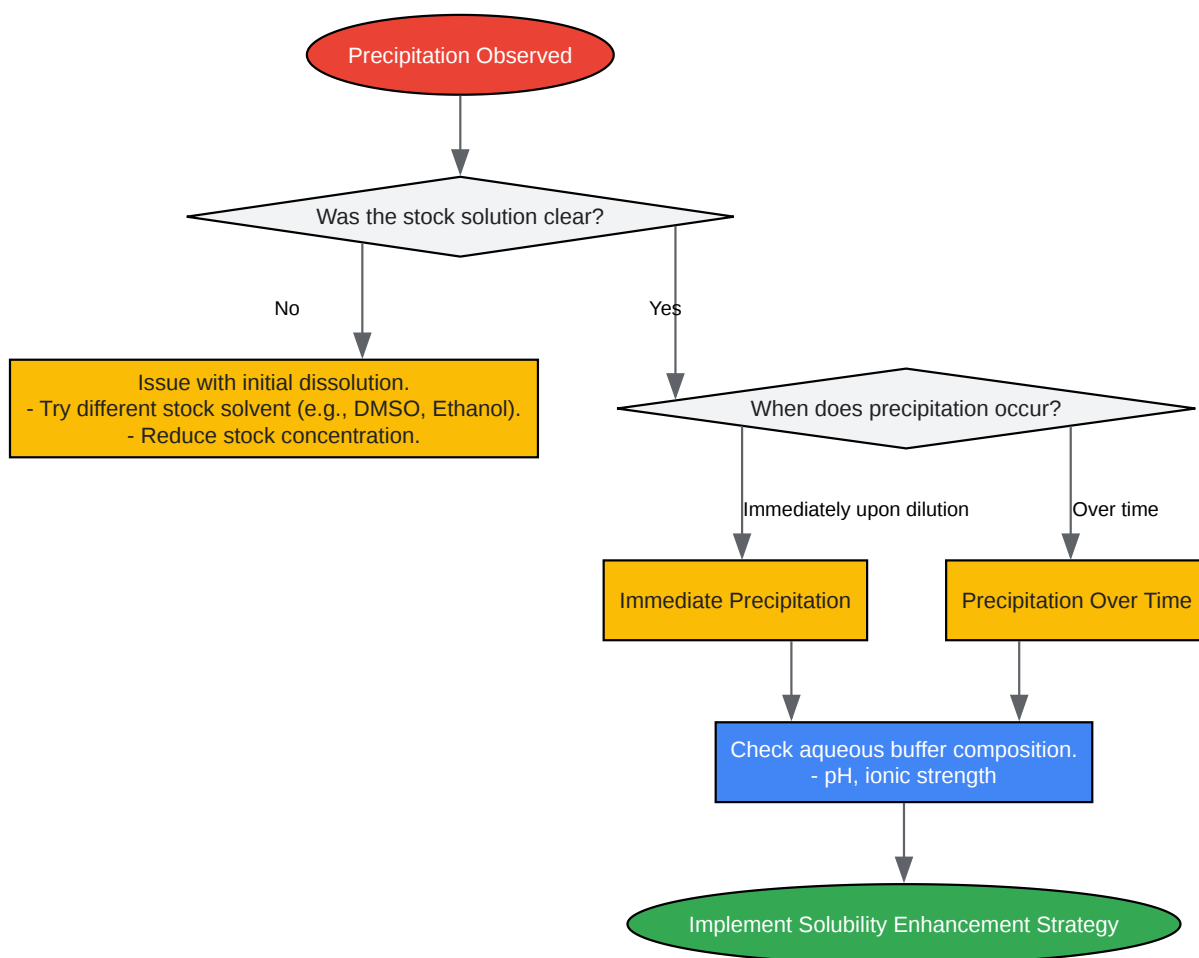 Precipitation Observed
Was the stock solution clear?
No
Yes
Issue with initial dissolution.
- Try different stock solvent (e.g., DMSO, Ethanol).
- Reduce stock concentration.
When does precipitation occur?
Immediately upon dilution
Over time
Immediate Precipitation
Precipitation Over Time
Check aqueous buffer composition.
- pH, ionic strength
Implement Solubility Enhancement Strategy